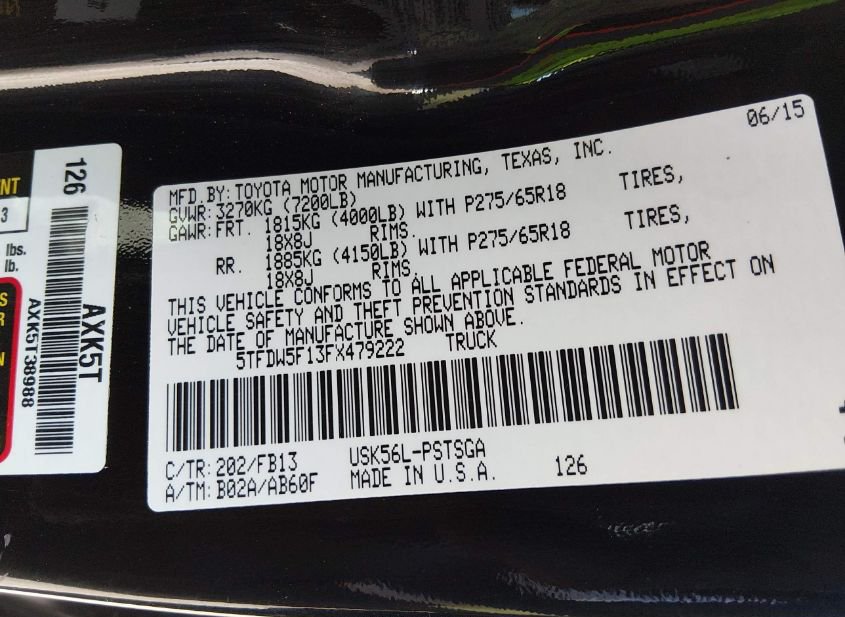 06/15
MFD.BY: TOYOTA MOTOR MANUFACTURING, TEXAS, INC.
GVWR: 3270KG (7200LB)
GAWR: FRT. 1815KG (4000LB) WITH P275/65R18 TIRES,
18X8J RIMS.
RR. 1885KG (4150LB) WITH P275/65R18 TIRES,
18X8J RIMS.
THIS VEHICLE CONFORMS TO ALL APPLICABLE FEDERAL MOTOR
VEHICLE SAFETY AND THEFT PREVENTION STANDARDS IN EFFECT ON
THE DATE OF MANUFACTURE SHOWN ABOVE.
5TFDW5F13FX479222 TRUCK
C/TR: 202/FB13 USK56L-PSTSGA
A/TM: B02A/AB60F MADE IN U.S.A. 126
126
AXK5T
AXK5T38988
NT
3
lbs.
lb.
S
R
N